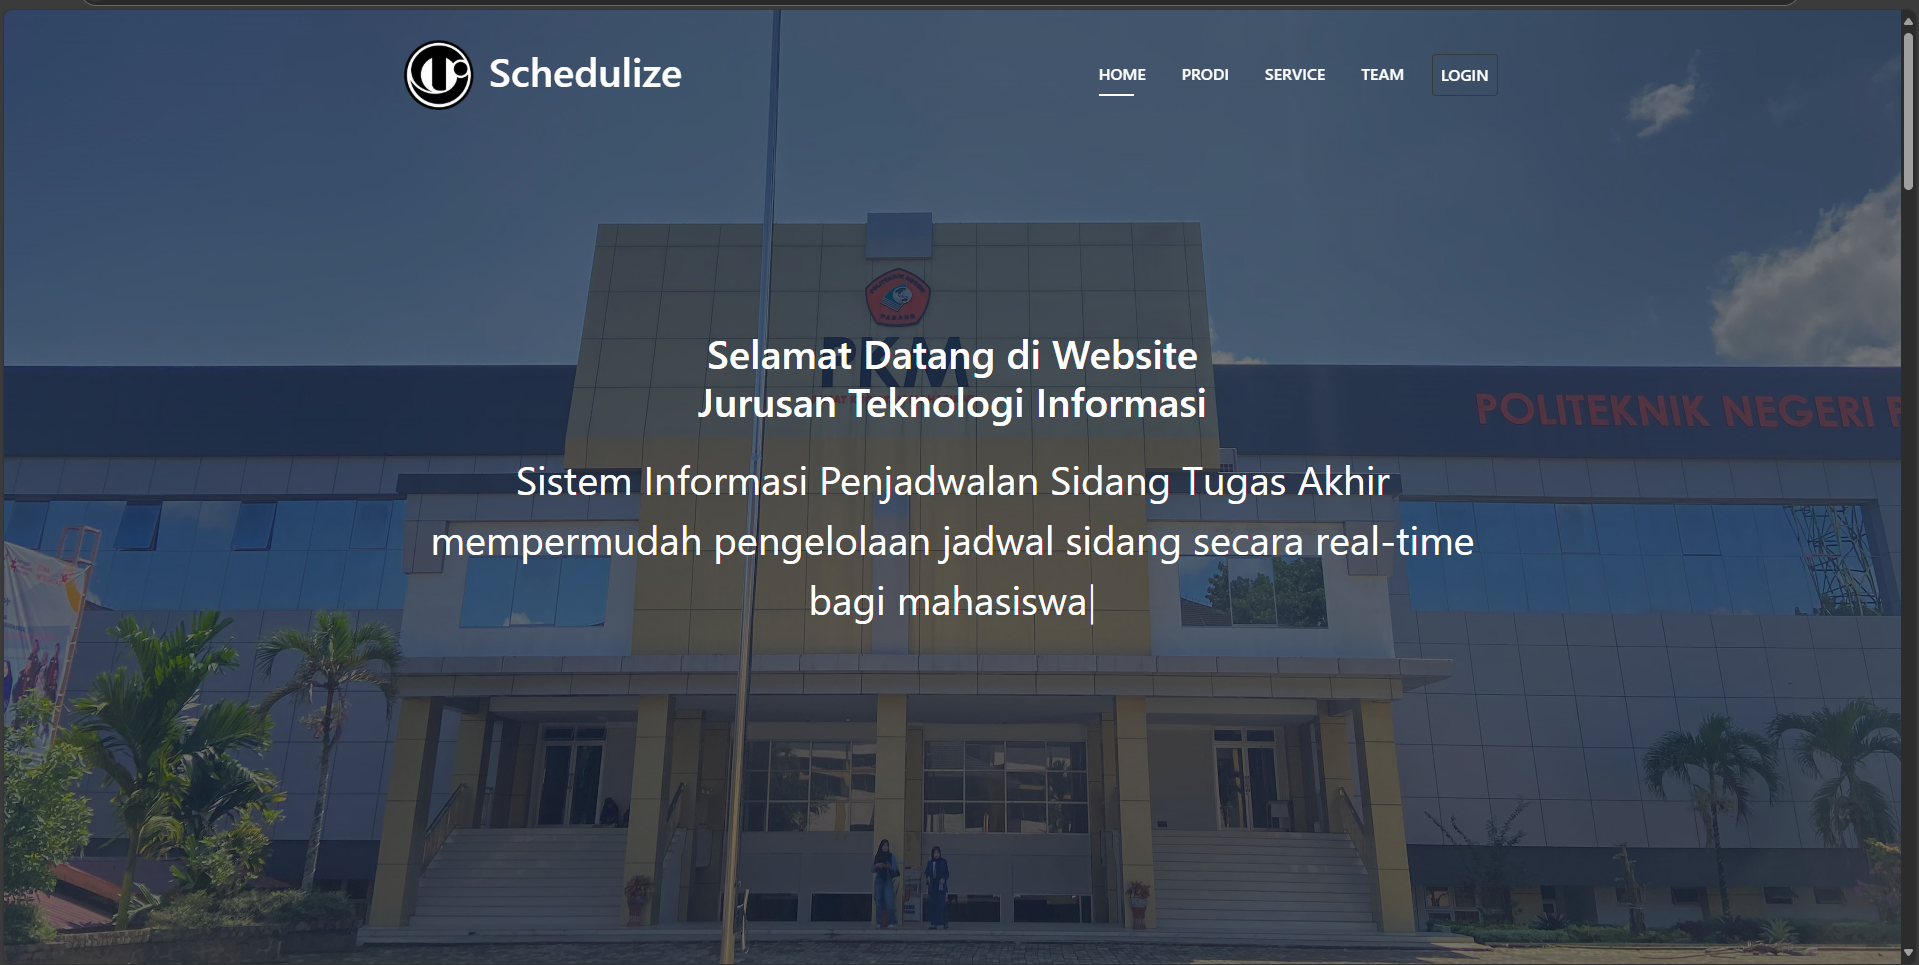 Schedulize
HOME
PRODI
SERVICE
TEAM
LOGIN
PKM
Selamat Datang di Website
Jurusan Teknologi Informasi
POLITEKNIK NEGERI P
Sistem Informasi Penjadwalan Sidang Tugas Akhir
mempermudah pengelolaan jadwal sidang secara real-time
bagi mahasiswa|